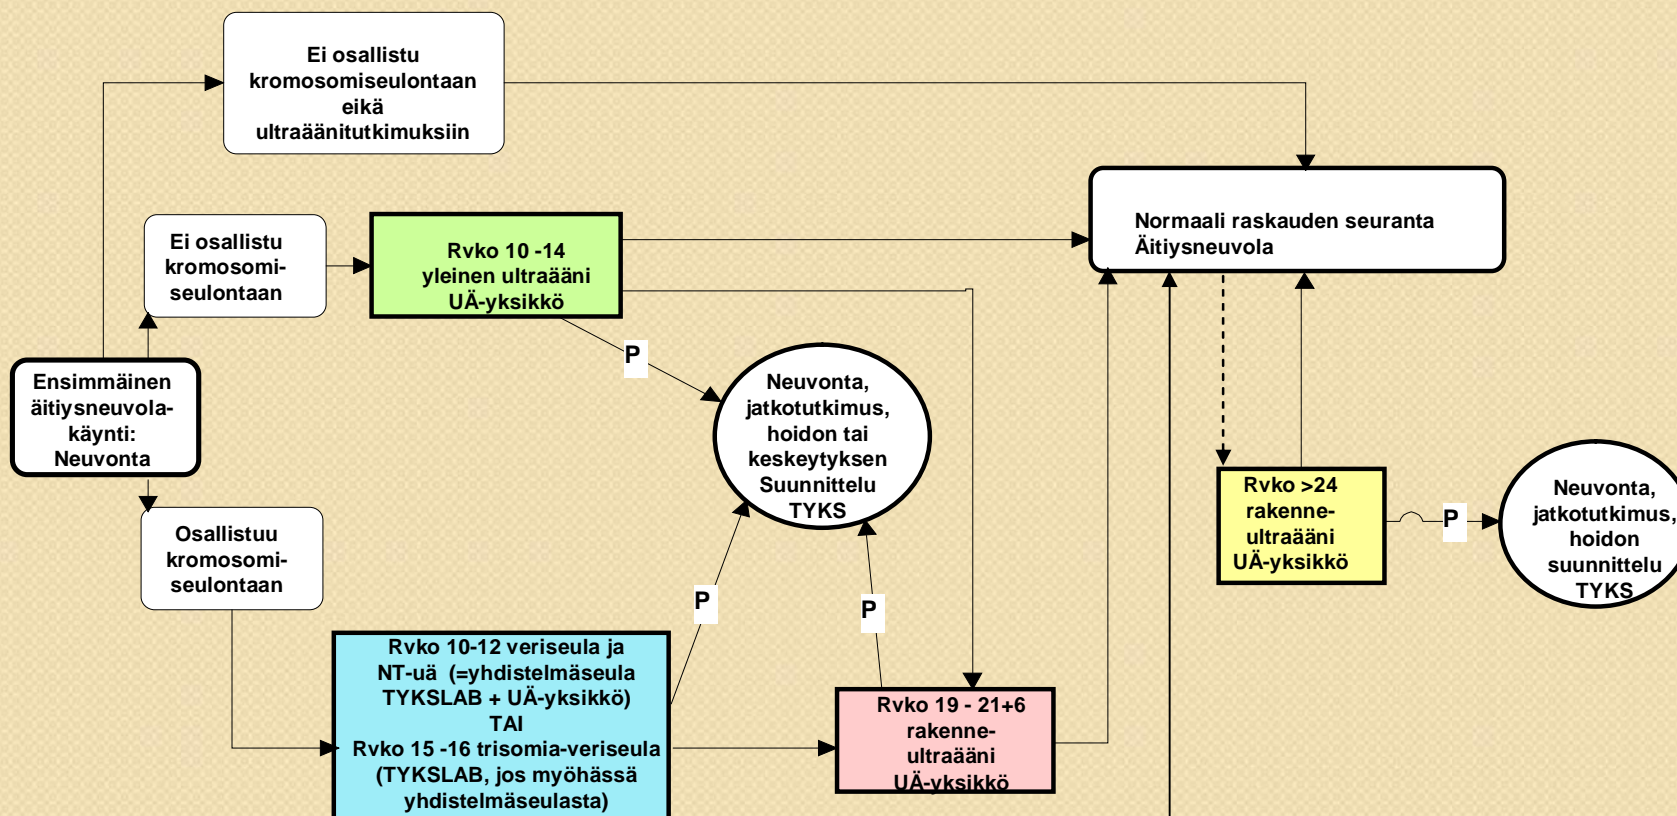 Ei osallistu
kromosomiseulontaan
eikä
ultraäänitutkimuksiin
Normaali raskauden seuranta
Äitiysneuvola
Ei osallistu
kromosomi-
seulontaan
Rvko 10 -14
yleinen ultraääni
UÄ-yksikkö
P
Ensimmäinen
äitiysneuvola-
käynti:
Neuvonta
Neuvonta,
jatkotutkimus,
hoidon tai
keskeytyksen
Suunnittelu
TYKS
Rvko >24
rakenne-
ultraääni
UÄ-yksikkö
P
Neuvonta,
jatkotutkimus,
hoidon
suunnittelu
TYKS
Osallistuu
kromosomi-
seulontaan
P
P
Rvko 10-12 veriseula ja
NT-uä (=yhdistelmäseula
TYKSLAB + UÄ-yksikkö)
TAI
Rvko 15 -16 trisomia-veriseula
(TYKSLAB, jos myöhässä
yhdistelmäseulasta)
Rvko 19 - 21+6
rakenne-
ultraääni
UÄ-yksikkö